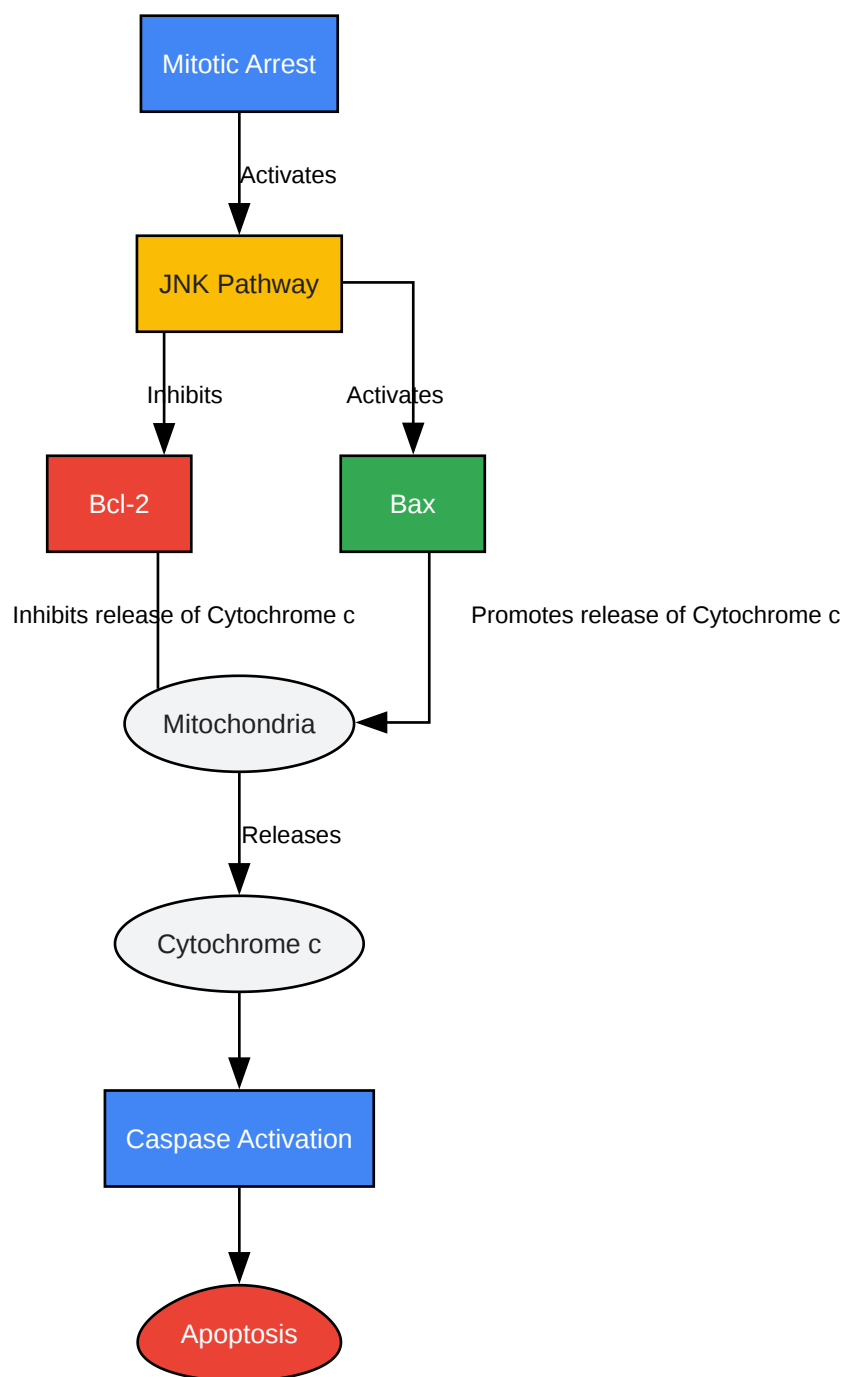 Mitotic Arrest
Activates
JNK Pathway
Inhibits
Activates
Bcl-2
Bax
Inhibits release of Cytochrome c
Promotes release of Cytochrome c
Mitochondria
Releases
Cytochrome c
Caspase Activation
Apoptosis